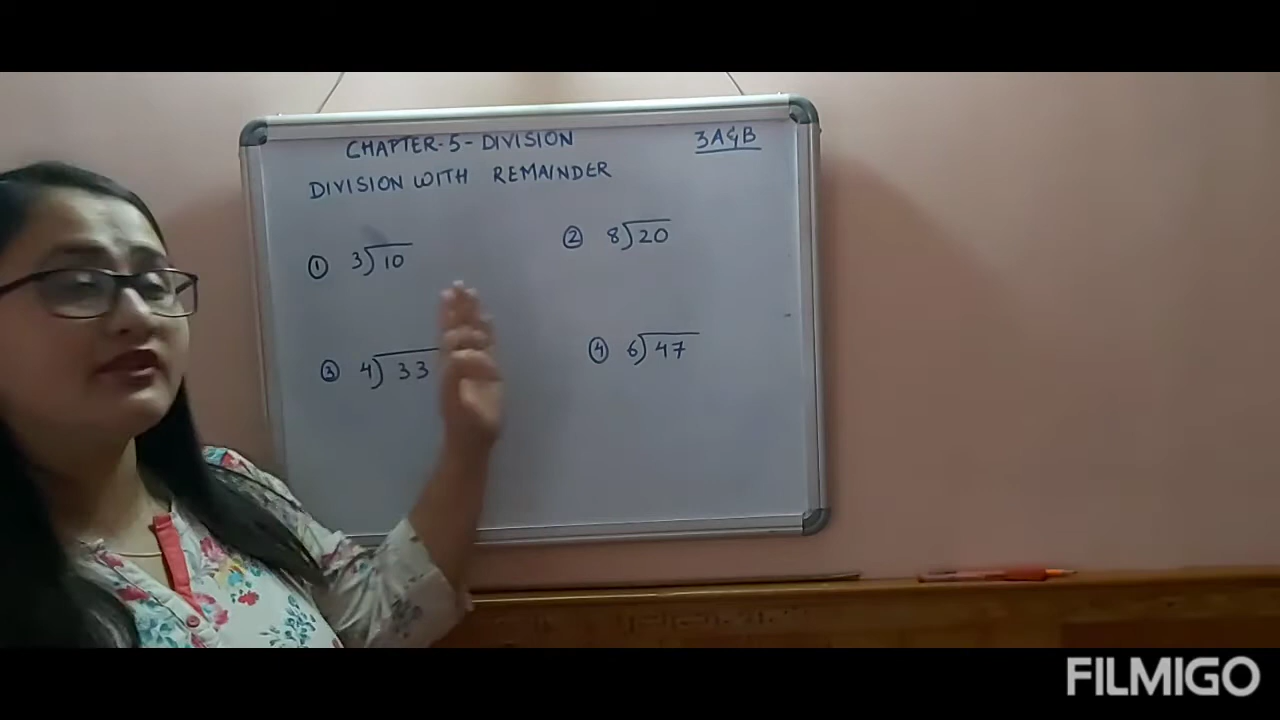 CHAPTER-5-DIVISION 3A&B
DIVISION WITH REMAINDER
① 3)10 ② 8)20
③ 4)33 ④ 6)47
FILMIGO